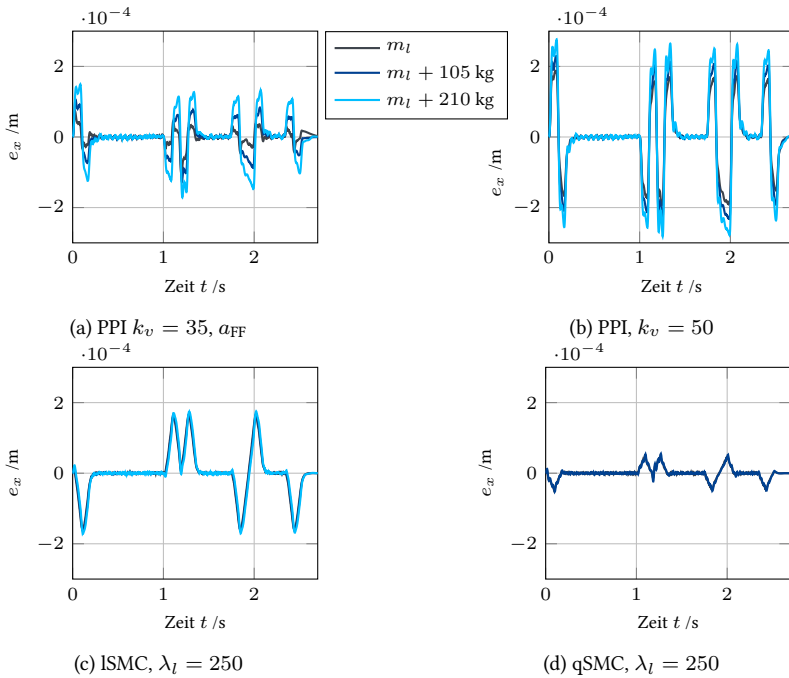 ·10⁻⁴
2
0
−2
e_x /m
0
1
2
Zeit t /s
(a) PPI k_v = 35, a_FF
m_l
m_l + 105 kg
m_l + 210 kg
·10⁻⁴
2
0
−2
e_x /m
0
1
2
Zeit t /s
(b) PPI, k_v = 50
·10⁻⁴
2
0
−2
e_x /m
0
1
2
Zeit t /s
(c) lSMC, λ_l = 250
·10⁻⁴
2
0
−2
e_x /m
0
1
2
Zeit t /s
(d) qSMC, λ_l = 250